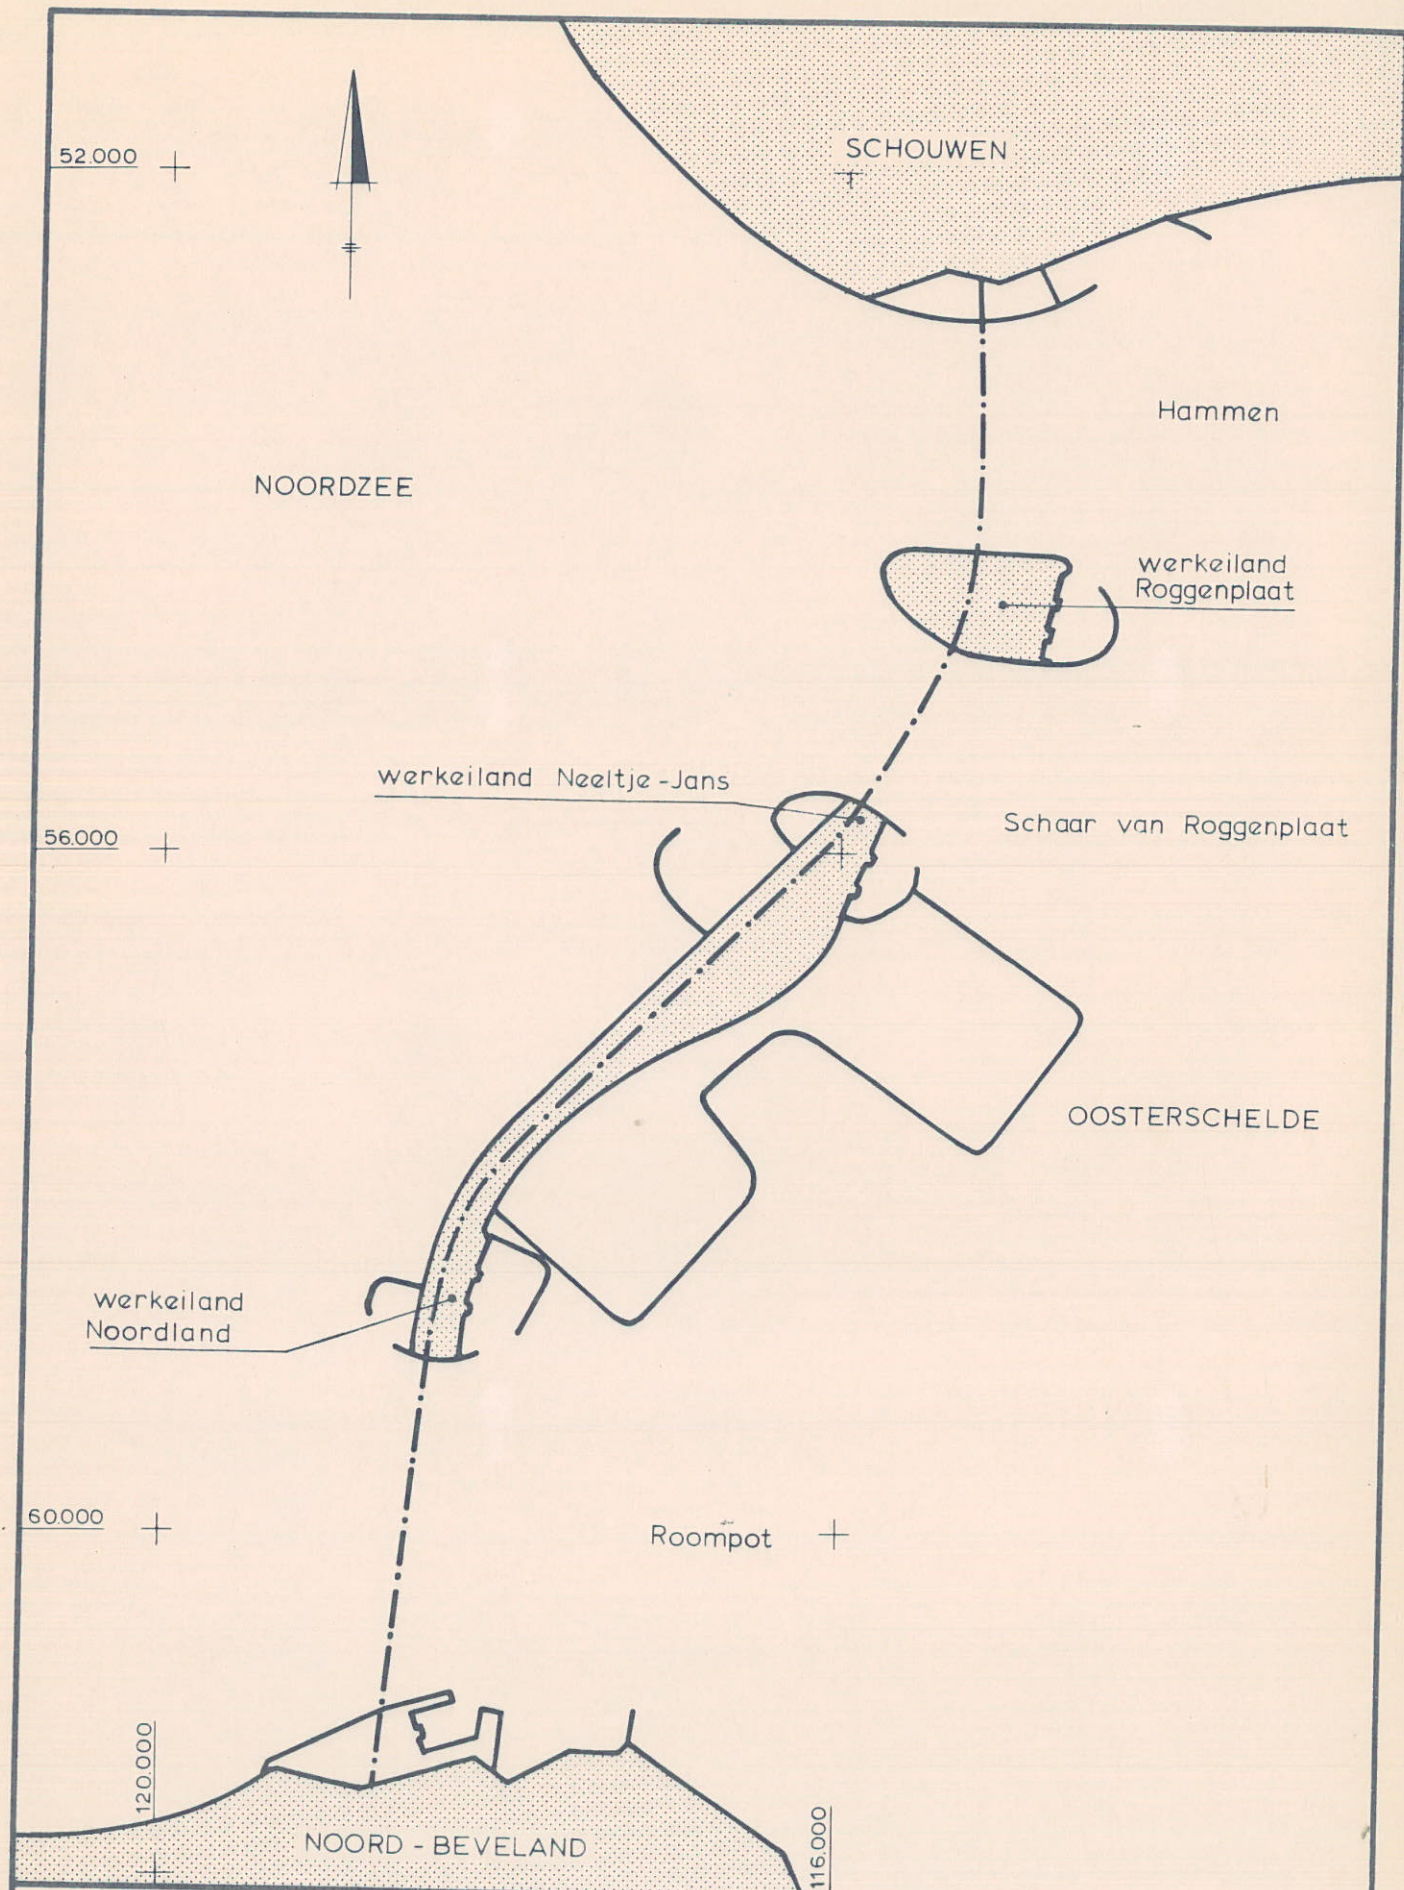 52.000
SCHOUWEN
Hammen
NOORDZEE
werkeiland
Roggenplaat
werkeiland Neeltje-Jans
Schaar van Roggenplaat
56.000
OOSTERSCHELDE
werkeiland
Noordland
60.000
Roompot
120.000
116.000
NOORD - BEVELAND